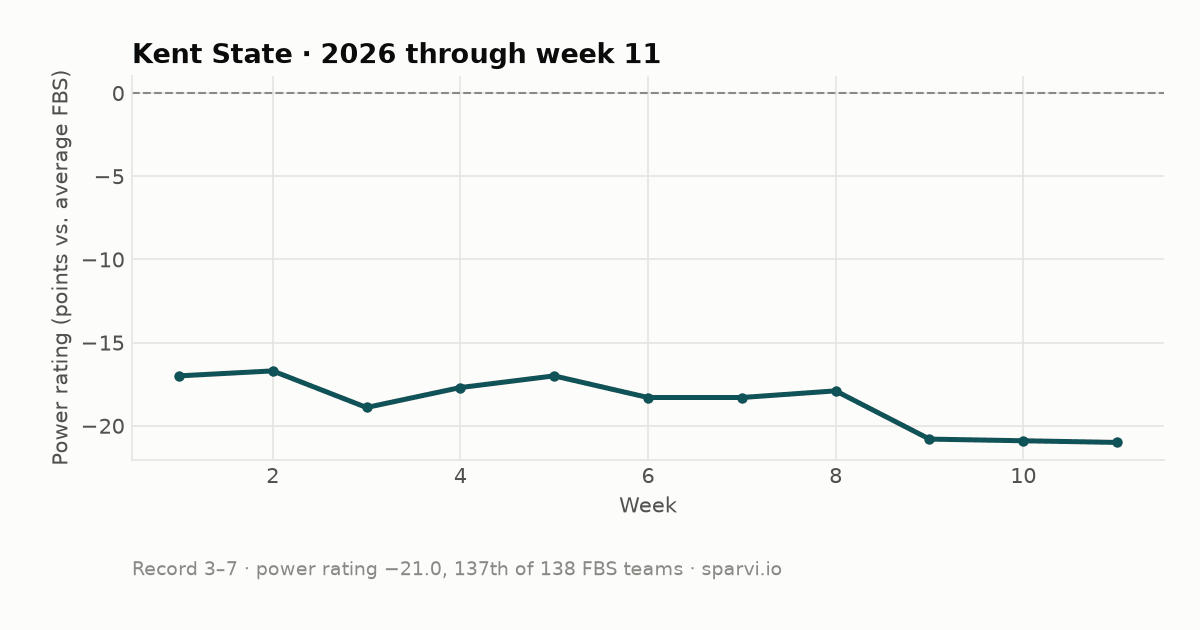 Kent State · 2026 through week 11
Power rating (points vs. average FBS)
0
−5
−10
−15
−20
2 4 6 8 10
Week
Record 3–7 · power rating −21.0, 137th of 138 FBS teams · sparvi.io